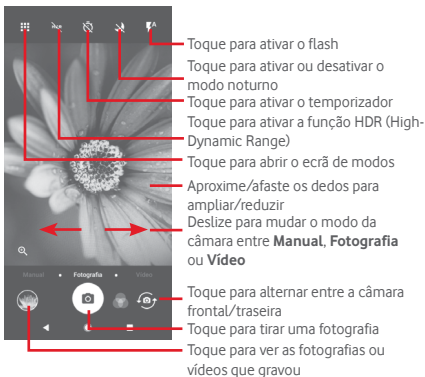 Toque para ativar o flash
Toque para ativar ou desativar o
modo noturno
Toque para ativar o temporizador
Toque para ativar a função HDR (High-
Dynamic Range)
Toque para abrir o ecrã de modos
Aproxime/afaste os dedos para
ampliar/reduzir
Deslize para mudar o modo da
câmara entre Manual, Fotografia
ou Vídeo
Manual • Fotografia • Vídeo
Toque para alternar entre a câmara
frontal/traseira
Toque para tirar uma fotografia
Toque para ver as fotografias ou
vídeos que gravou